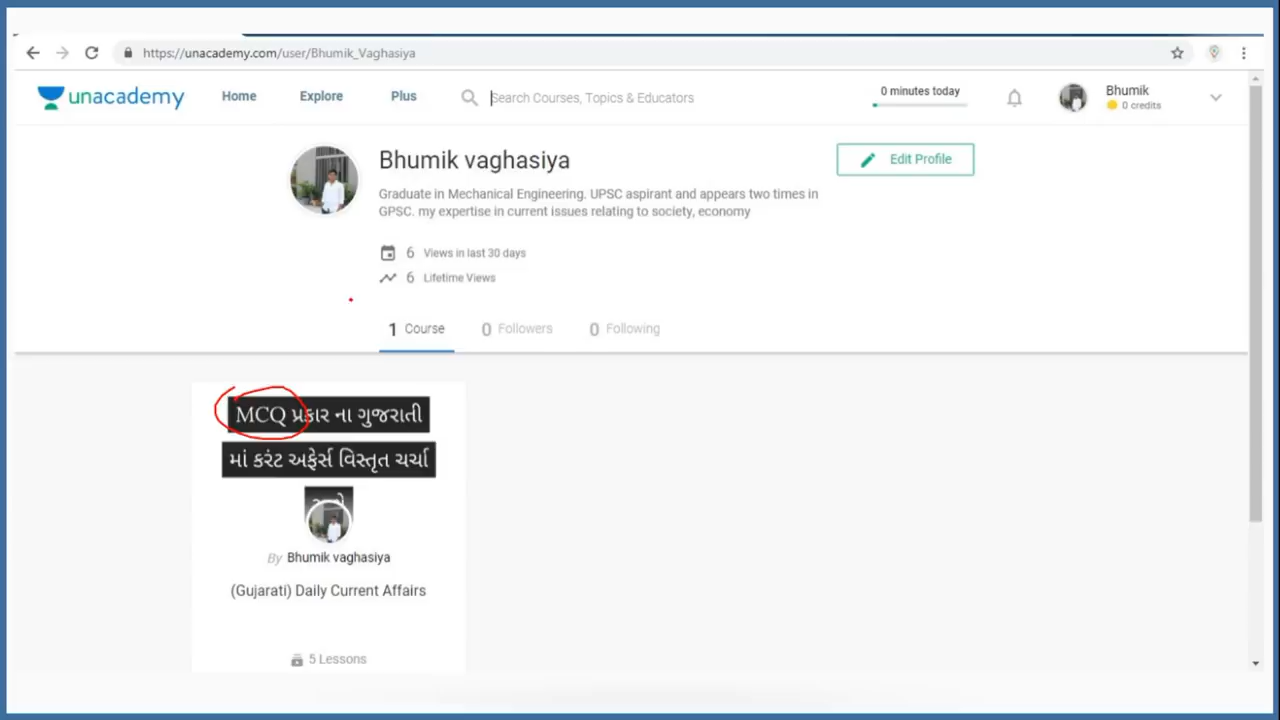 https://unacademy.com/user/Bhumik_Vaghasiya
unacademy Home Explore Plus Search Courses, Topics & Educators 0 minutes today Bhumik
0 credits
Bhumik vaghasiya Edit Profile
Graduate in Mechanical Engineering. UPSC aspirant and appears two times in
GPSC. my expertise in current issues relating to society, economy
6 Views in last 30 days
6 Lifetime Views
1 Course 0 Followers 0 Following
MCQ પ્રકાર ના ગુજરાતી
માં કરંટ અફેર્સ વિસ્તૃત ચર્ચા
By Bhumik vaghasiya
(Gujarati) Daily Current Affairs
5 Lessons